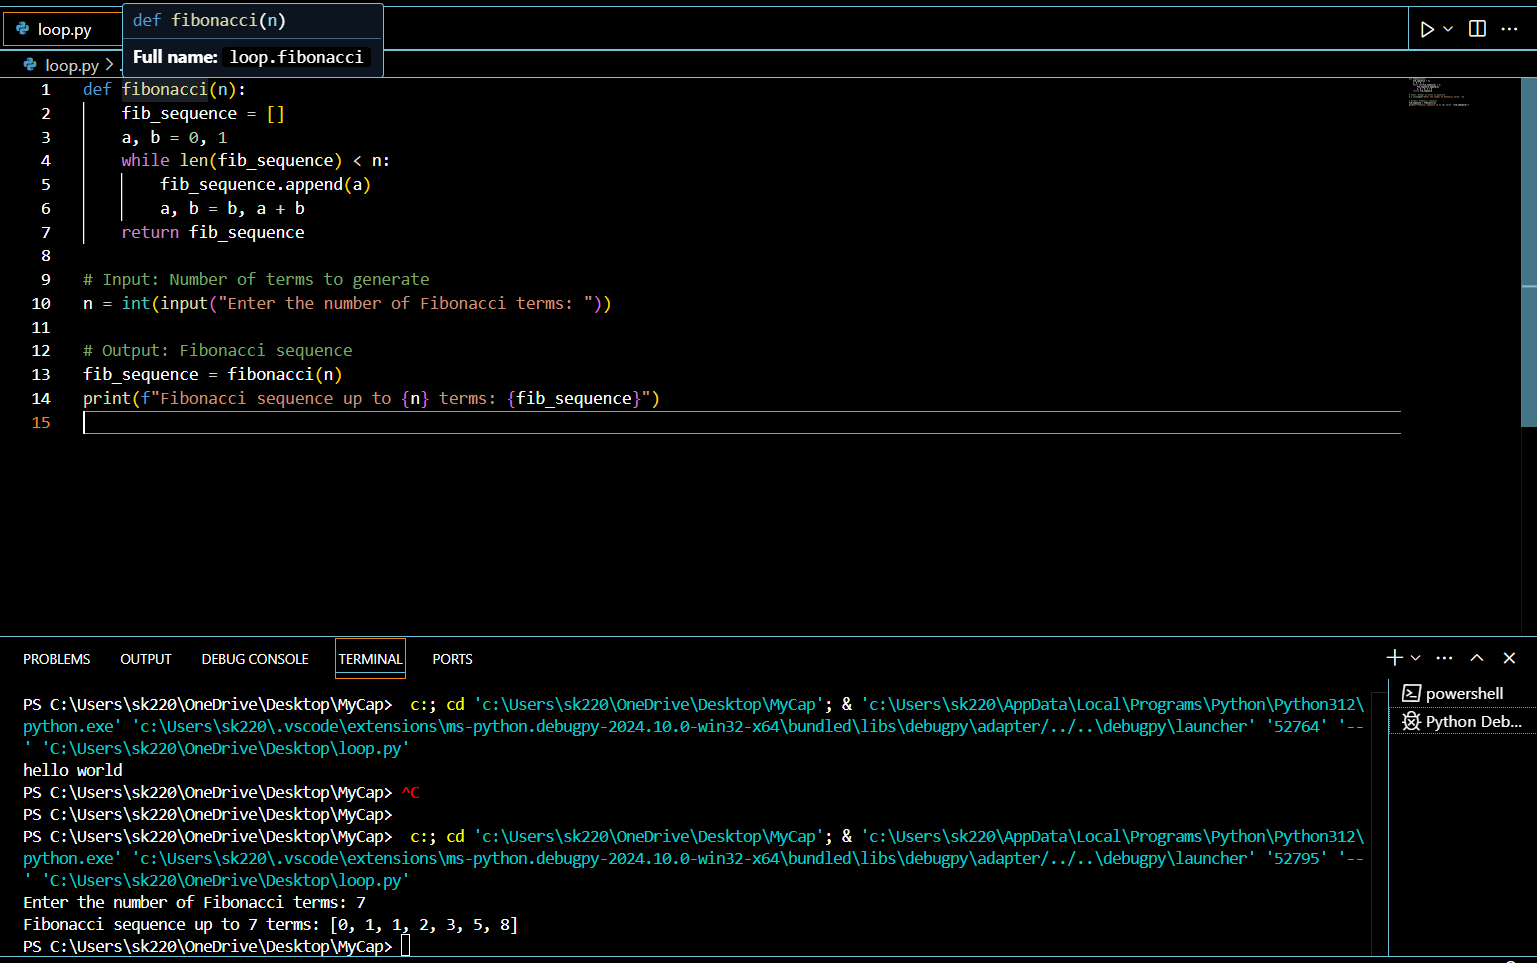 loop.py
def fibonacci(n)
Full name: loop.fibonacci
loop.py > .
1 def fibonacci(n):
2     fib_sequence = []
3     a, b = 0, 1
4     while len(fib_sequence) < n:
5         fib_sequence.append(a)
6         a, b = b, a + b
7     return fib_sequence
8
9 # Input: Number of terms to generate
10 n = int(input("Enter the number of Fibonacci terms: "))
11
12 # Output: Fibonacci sequence
13 fib_sequence = fibonacci(n)
14 print(f"Fibonacci sequence up to {n} terms: {fib_sequence}")
15
PROBLEMS OUTPUT DEBUG CONSOLE TERMINAL PORTS
PS C:\Users\sk220\OneDrive\Desktop\MyCap>  c:; cd 'c:\Users\sk220\OneDrive\Desktop\MyCap'; & 'c:\Users\sk220\AppData\Local\Programs\Python\Python312\
python.exe' 'c:\Users\sk220\.vscode\extensions\ms-python.debugpy-2024.10.0-win32-x64\bundled\libs\debugpy\adapter/../..\debugpy\launcher' '52764' '--
' 'C:\Users\sk220\OneDrive\Desktop\loop.py'
hello world
PS C:\Users\sk220\OneDrive\Desktop\MyCap> ^C
PS C:\Users\sk220\OneDrive\Desktop\MyCap>
PS C:\Users\sk220\OneDrive\Desktop\MyCap>  c:; cd 'c:\Users\sk220\OneDrive\Desktop\MyCap'; & 'c:\Users\sk220\AppData\Local\Programs\Python\Python312\
python.exe' 'c:\Users\sk220\.vscode\extensions\ms-python.debugpy-2024.10.0-win32-x64\bundled\libs\debugpy\adapter/../..\debugpy\launcher' '52795' '--
' 'C:\Users\sk220\OneDrive\Desktop\loop.py'
Enter the number of Fibonacci terms: 7
Fibonacci sequence up to 7 terms: [0, 1, 1, 2, 3, 5, 8]
PS C:\Users\sk220\OneDrive\Desktop\MyCap>
powershell
Python Deb...